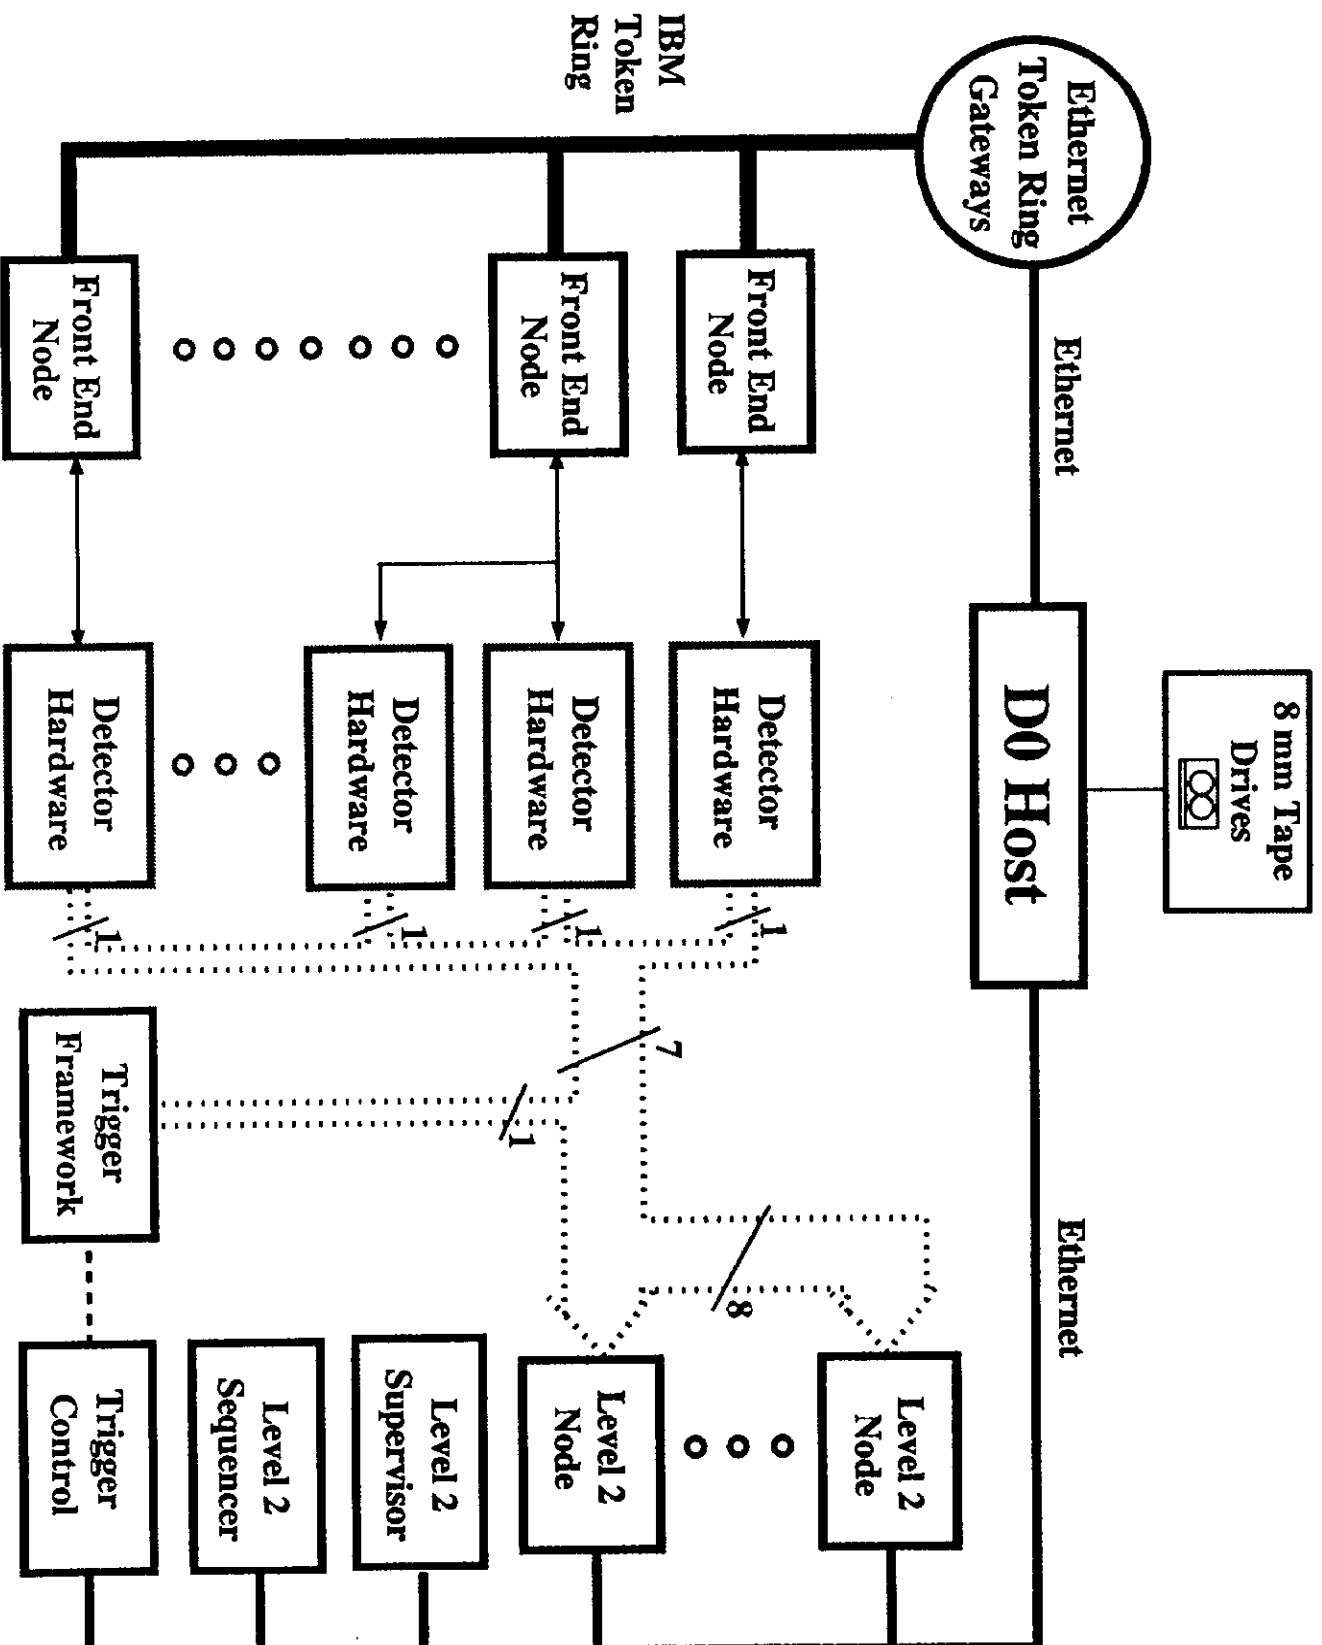 8 mm Tape
Drives
Ethernet
Token Ring
Gateways
Ethernet
D0 Host
Ethernet
IBM
Token
Ring
Front End
Node
Detector
Hardware
1
Level 2
Node
Front End
Node
Detector
Hardware
1
7
8
Level 2
Node
Detector
Hardware
1
1
Level 2
Supervisor
Level 2
Sequencer
Front End
Node
Detector
Hardware
1
Trigger
Framework
Trigger
Control